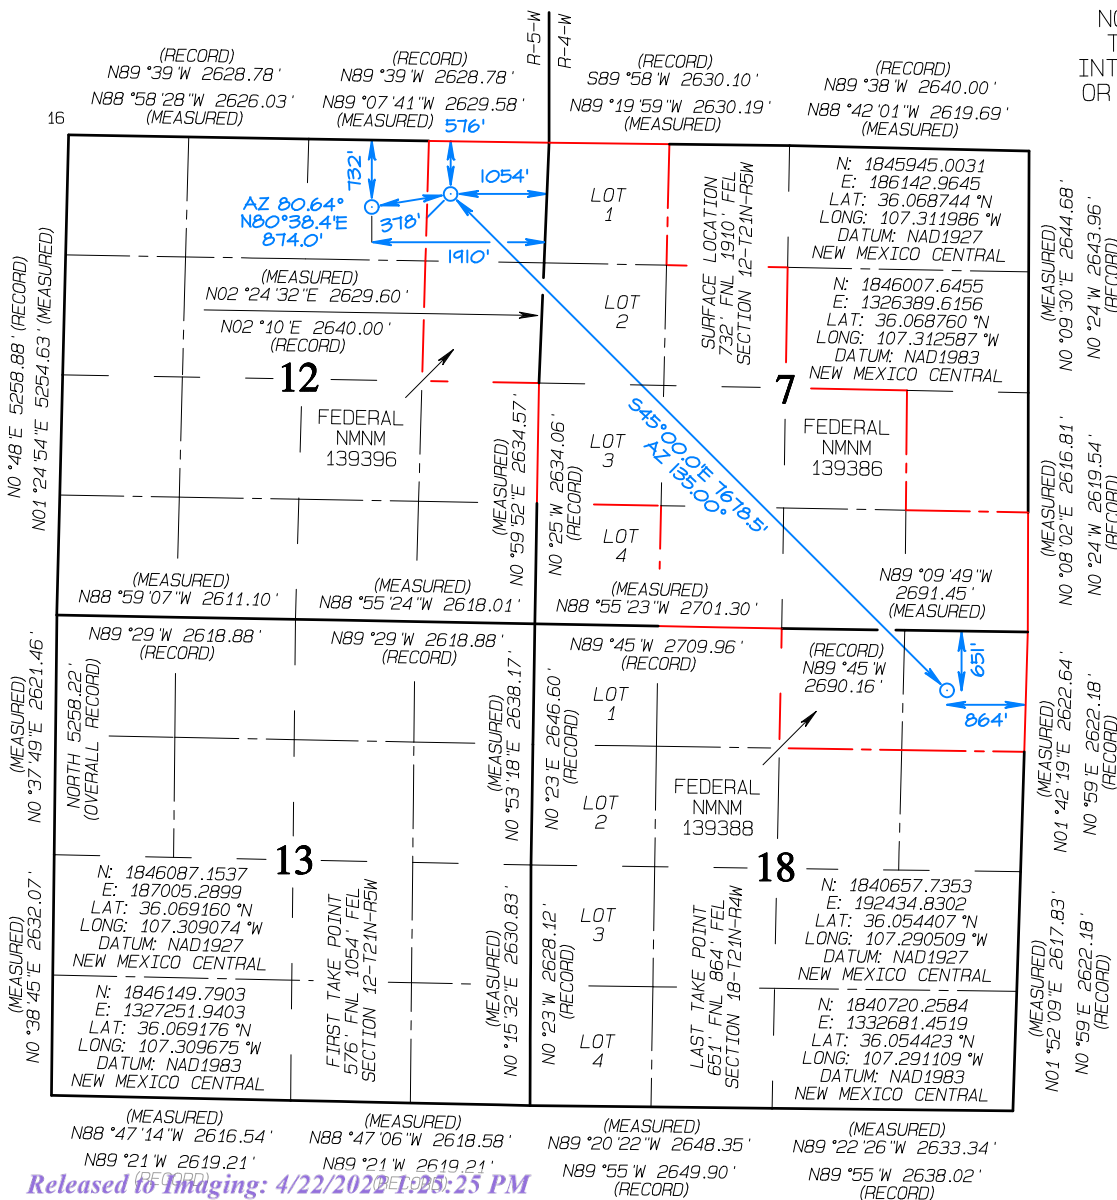 R-5-W
R-4-W
NO
T
INT
OR
(RECORD)
N89°39'W 2628.78'
N88°58'28"W 2626.03'
(MEASURED)
(RECORD)
N89°39'W 2628.78'
N89°07'41"W 2629.58'
(MEASURED)
(RECORD)
S89°58'W 2630.10'
N89°19'59"W 2630.19'
(MEASURED)
(RECORD)
N89°38'W 2640.00'
N88°42'01"W 2619.69'
(MEASURED)
16
576'
732'
1054'
AZ 80.64°
N80°38.4'E
874.0'
378'
1910'
(MEASURED)
N02°24'32"E 2629.60'
N02°10'E 2640.00'
(RECORD)
12
FEDERAL
NMNM
139396
LOT
1
LOT
2
LOT
3
LOT
4
SURFACE LOCATION
732' FNL 1910' FEL
SECTION 12-T21N-R5W
N: 1845945.0031
E: 186142.9645
LAT: 36.068744°N
LONG: 107.311986°W
DATUM: NAD1927
NEW MEXICO CENTRAL
N: 1846007.6455
E: 1326389.6156
LAT: 36.068760°N
LONG: 107.312587°W
DATUM: NAD1983
NEW MEXICO CENTRAL
7
FEDERAL
NMNM
139386
S45°00.0'E 7678.5'
AZ 135.00°
N0°48'E 5258.88' (RECORD)
N01°24'54"E 5254.63' (MEASURED)
(MEASURED)
N0°59'52"E 2634.57'
N0°25'W 2634.06'
(RECORD)
(MEASURED)
N0°09'30"E 2644.68'
N0°24'W 2643.96'
(RECORD)
(MEASURED)
N0°08'02"E 2616.81'
N0°24'W 2619.54'
(RECORD)
(MEASURED)
N88°59'07"W 2611.10'
(MEASURED)
N88°55'24"W 2618.01'
(MEASURED)
N88°55'23"W 2701.30'
N89°09'49"W
2691.45'
(MEASURED)
N89°29'W 2618.88'
(RECORD)
N89°29'W 2618.88'
(RECORD)
N89°45'W 2709.96'
(RECORD)
(RECORD)
N89°45'W
2690.16'
651'
864'
(MEASURED)
N0°37'49"E 2621.46'
NORTH 5258.22'
(OVERALL RECORD)
(MEASURED)
N0°53'18"E 2638.17'
N0°23'E 2646.60'
(RECORD)
LOT
1
LOT
2
LOT
3
LOT
4
FEDERAL
NMNM
139388
(MEASURED)
N01°42'19"E 2622.64'
N0°59'E 2622.18'
(RECORD)
13
18
N: 1846087.1537
E: 187005.2899
LAT: 36.069160°N
LONG: 107.309074°W
DATUM: NAD1927
NEW MEXICO CENTRAL
N: 1846149.7903
E: 1327251.9403
LAT: 36.069176°N
LONG: 107.309675°W
DATUM: NAD1983
NEW MEXICO CENTRAL
FIRST TAKE POINT
576' FNL 1054' FEL
SECTION 12-T21N-R5W
LAST TAKE POINT
651' FNL 864' FEL
SECTION 18-T21N-R4W
N: 1840657.7353
E: 192434.8302
LAT: 36.054407°N
LONG: 107.290509°W
DATUM: NAD1927
NEW MEXICO CENTRAL
N: 1840720.2584
E: 1332681.4519
LAT: 36.054423°N
LONG: 107.291109°W
DATUM: NAD1983
NEW MEXICO CENTRAL
(MEASURED)
N0°38'45"E 2632.07'
(MEASURED)
N0°15'32"E 2630.83'
N0°23'W 2628.12'
(RECORD)
(MEASURED)
N01°52'09"E 2617.83'
N0°59'E 2622.18'
(RECORD)
(MEASURED)
N88°47'14"W 2616.54'
N89°21'W 2619.21'
(RECORD)
(MEASURED)
N88°47'06"W 2618.58'
N89°21'W 2619.21'
(RECORD)
(MEASURED)
N89°20'22"W 2648.35'
N89°55'W 2649.90'
(RECORD)
(MEASURED)
N89°22'26"W 2633.34'
N89°55'W 2638.02'
(RECORD)
Released to Imaging: 4/22/2022 1:25:25 PM